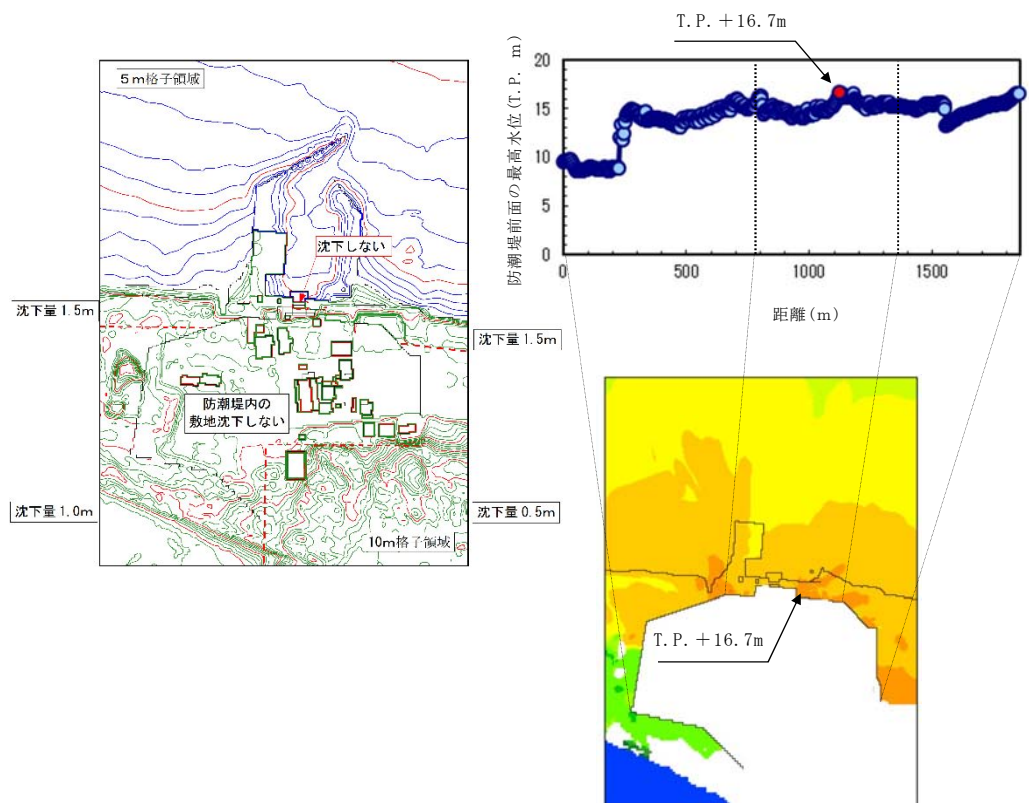 5m格子領域
沈下しない
沈下量 1.5m
沈下量 1.5m
防潮堤内の
敷地沈下しない
沈下量 1.0m
沈下量 0.5m
10m格子領域
T.P.＋16.7m
防潮堤前面の最高水位(T.P. m)
20
15
10
5
0
0
500
1000
1500
距離(m)
T.P.＋16.7m